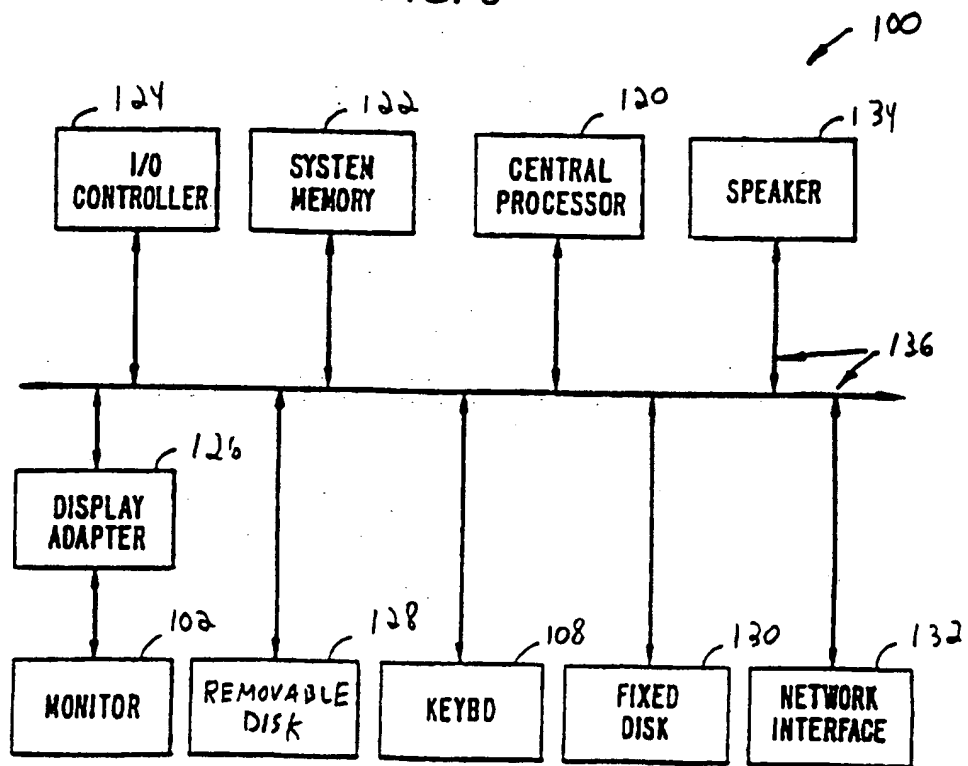 100
124
122
120
134
I/O
CONTROLLER
SYSTEM
MEMORY
CENTRAL
PROCESSOR
SPEAKER
136
126
DISPLAY
ADAPTER
102
128
108
130
132
MONITOR
REMOVABLE
DISK
KEYBD
FIXED
DISK
NETWORK
INTERFACE